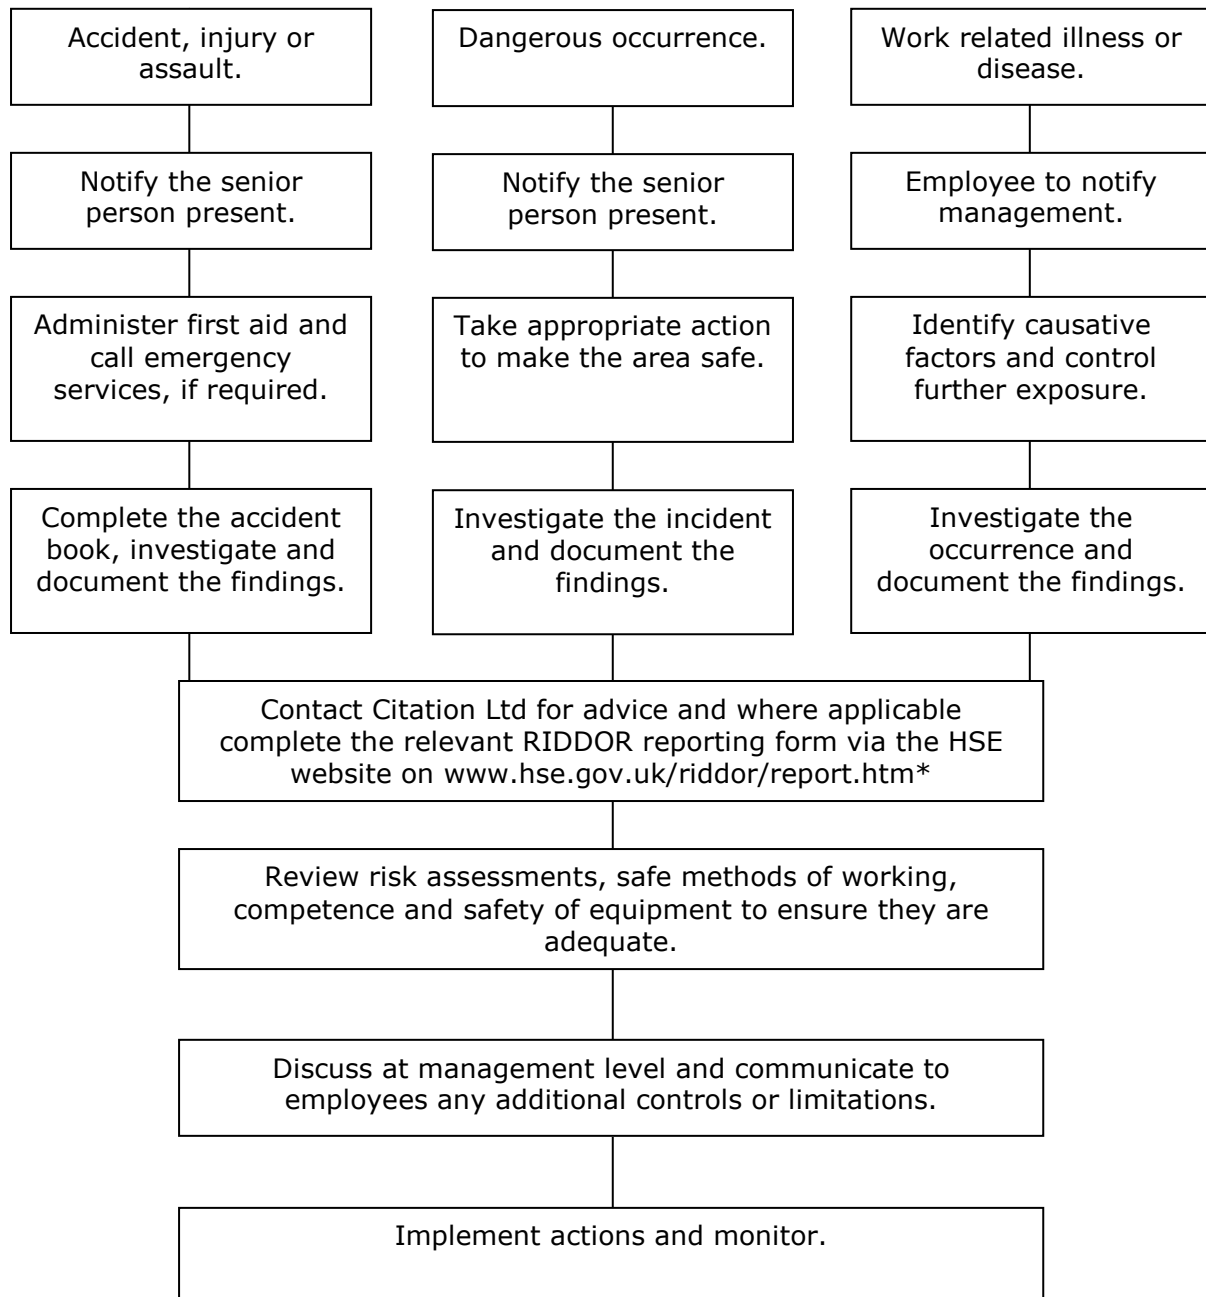 Accident, injury or
assault.
Dangerous occurrence.
Work related illness or
disease.
Notify the senior
person present.
Notify the senior
person present.
Employee to notify
management.
Administer first aid and
call emergency
services, if required.
Take appropriate action
to make the area safe.
Identify causative
factors and control
further exposure.
Complete the accident
book, investigate and
document the findings.
Investigate the incident
and document the
findings.
Investigate the
occurrence and
document the findings.
Contact Citation Ltd for advice and where applicable
complete the relevant RIDDOR reporting form via the HSE
website on www.hse.gov.uk/riddor/report.htm*
Review risk assessments, safe methods of working,
competence and safety of equipment to ensure they are
adequate.
Discuss at management level and communicate to
employees any additional controls or limitations.
Implement actions and monitor.